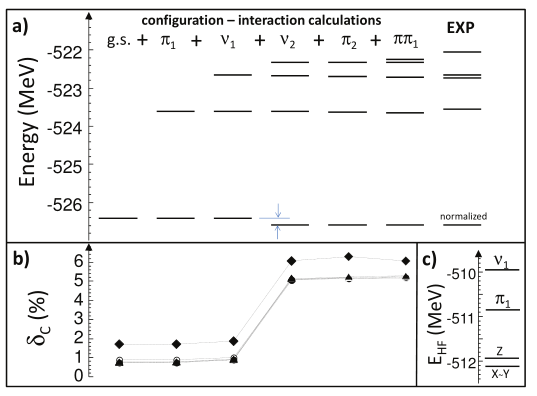 a)
configuration – interaction calculations
g.s. + π1 + ν1 + ν2 + π2 + ππ1
EXP
Energy (MeV)
-522
-523
-524
-525
-526
normalized
b)
δC (%)
6
5
4
3
2
1
0
c)
EHF (MeV)
-510
-511
-512
ν1
π1
Z
X~Y